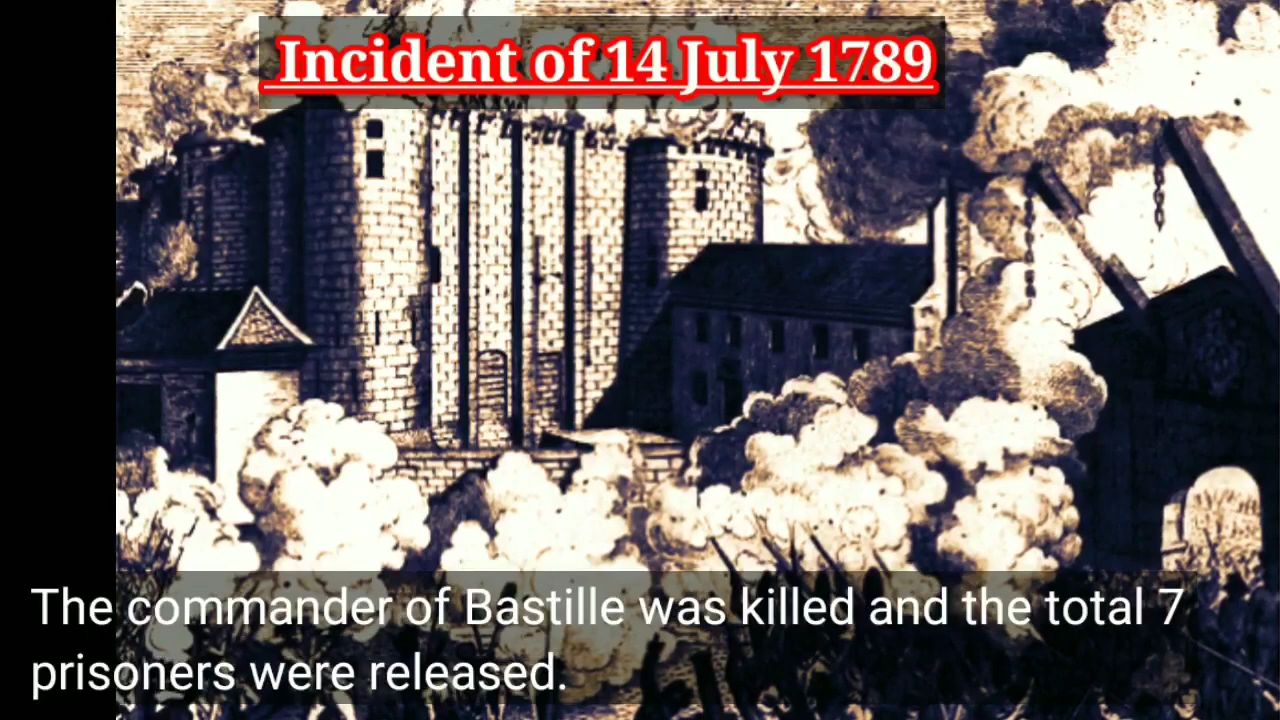 Incident of 14 July 1789
The commander of Bastille was killed and the total 7
prisoners were released.